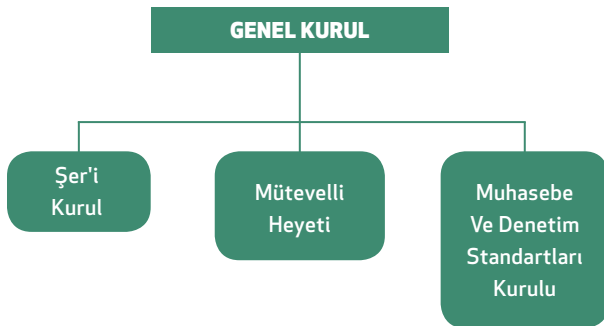 GENEL KURUL
Şer'i
Kurul
Mütevelli
Heyeti
Muhasebe
Ve Denetim
Standartları
Kurulu